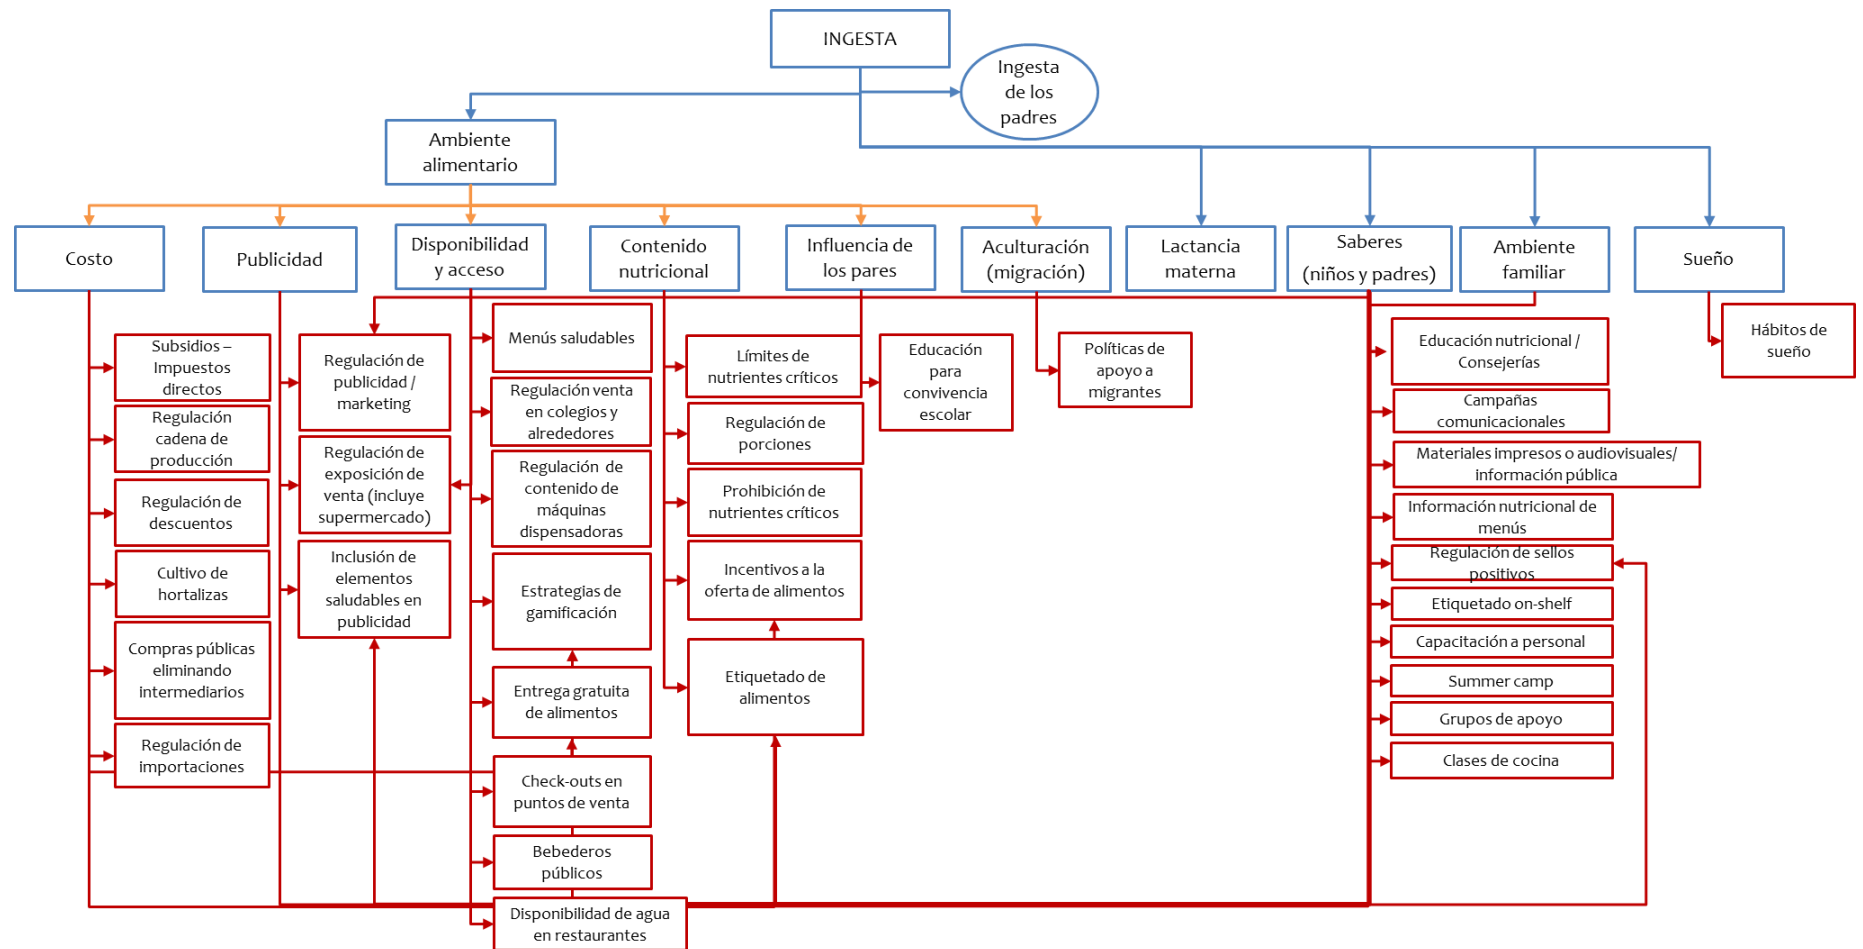 INGESTA
Ingesta
de los
padres
Ambiente
alimentario
Costo
Publicidad
Disponibilidad
y acceso
Contenido
nutricional
Influencia de
los pares
Aculturación
(migración)
Lactancia
materna
Saberes
(niños y padres)
Ambiente
familiar
Sueño
Subsidios –
Impuestos
directos
Regulación
cadena de
producción
Regulación de
descuentos
Cultivo de
hortalizas
Compras públicas
eliminando
intermediarios
Regulación de
importaciones
Regulación de
publicidad /
marketing
Regulación de
exposición de
venta (incluye
supermercado)
Inclusión de
elementos
saludables en
publicidad
Menús saludables
Regulación venta
en colegios y
alrededores
Regulación de
contenido de
máquinas
dispensadoras
Estrategias de
gamificación
Entrega gratuita
de alimentos
Check-outs en
puntos de venta
Bebederos
públicos
Disponibilidad de agua
en restaurantes
Límites de
nutrientes críticos
Regulación de
porciones
Prohibición de
nutrientes críticos
Incentivos a la
oferta de alimentos
Etiquetado de
alimentos
Educación
para
convivencia
escolar
Políticas de
apoyo a
migrantes
Educación nutricional /
Consejerías
Campañas
comunicacionales
Materiales impresos o audiovisuales/
información pública
Información nutricional de
menús
Regulación de sellos
positivos
Etiquetado on-shelf
Capacitación a personal
Summer camp
Grupos de apoyo
Clases de cocina
Hábitos de
sueño